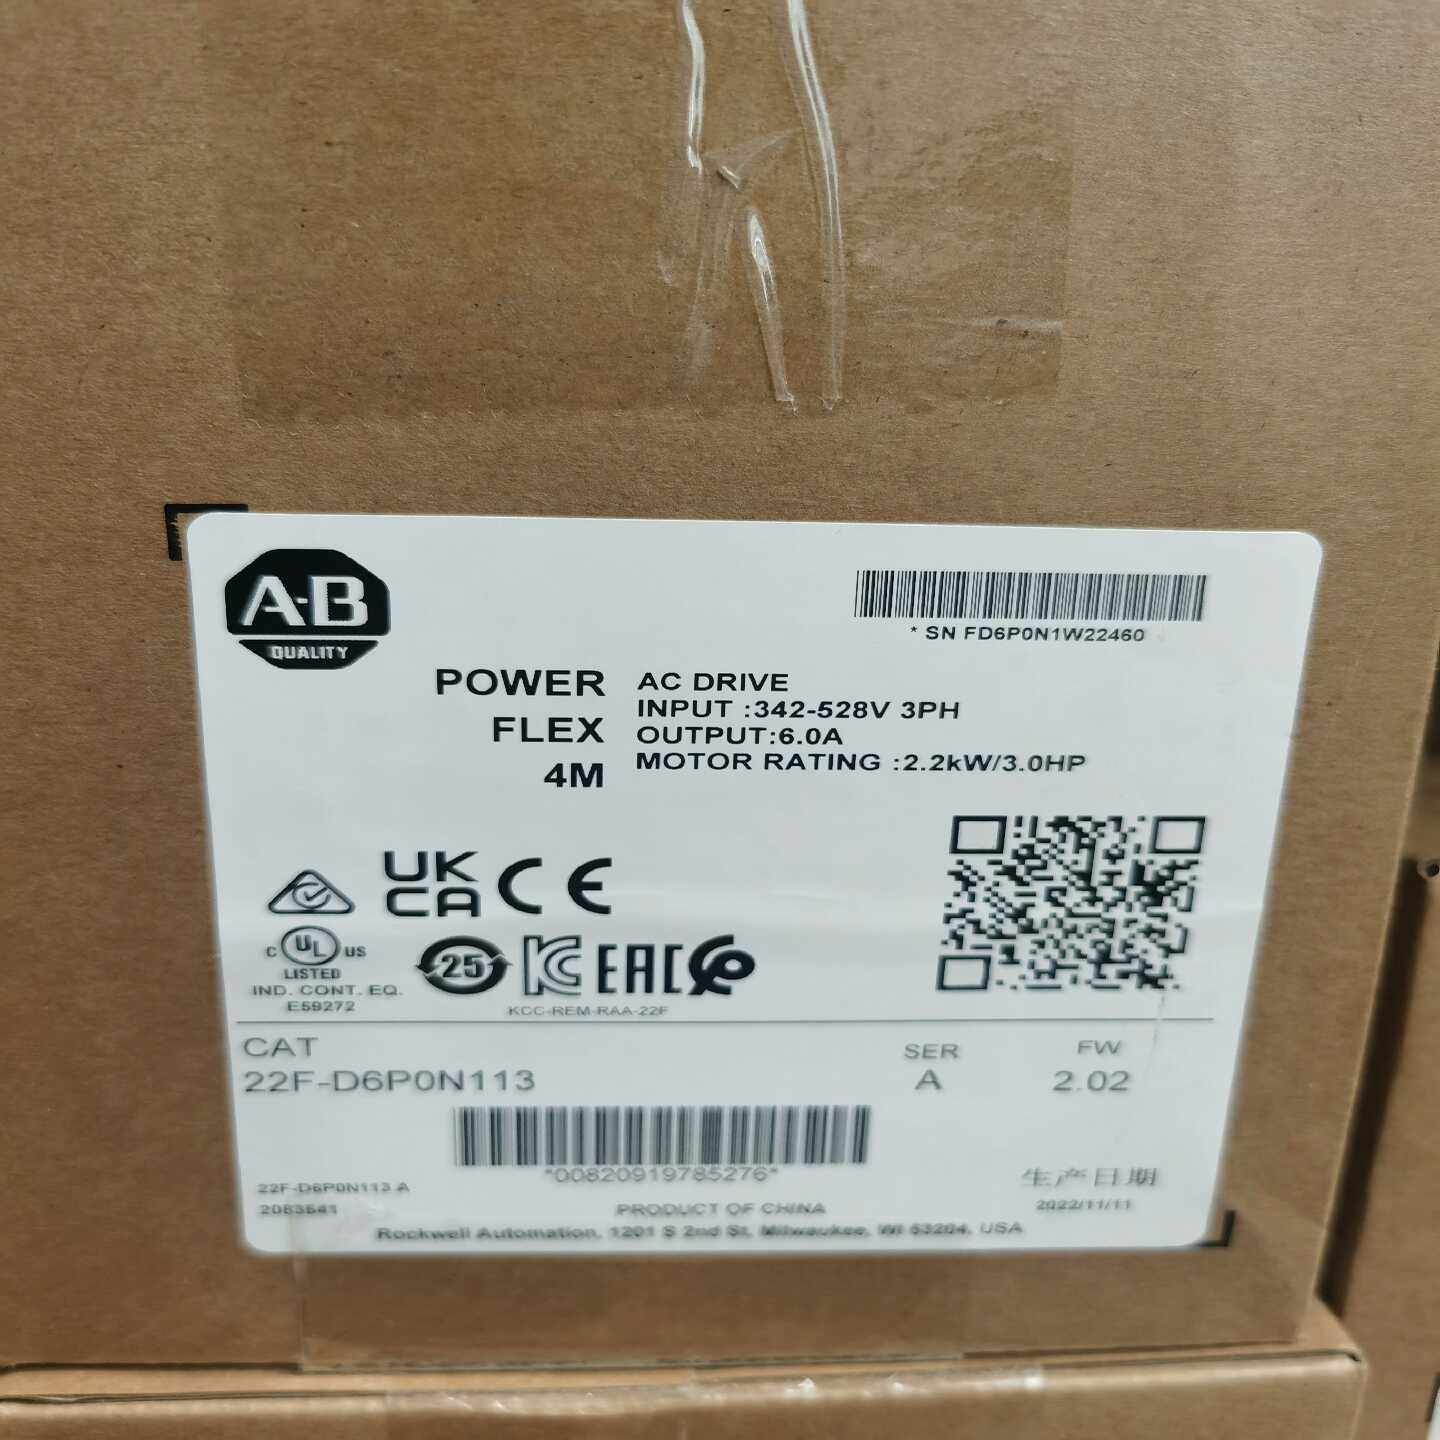 A-B
QUALITY
* SN FD6P0N1W22460
POWER
FLEX
4M
AC DRIVE
INPUT :342-528V 3PH
OUTPUT:6.0A
MOTOR RATING :2.2kW/3.0HP
UK
CA
CE
C UL US
LISTED
IND. CONT. EQ.
E59272
25
KC
EAC
KCC-REM-RAA-22F
CAT
22F-D6P0N113
SER
A
FW
2.02
*00820919785276*
22F-D6P0N113 A
2083541
生产日期
2022/11/11
PRODUCT OF CHINA
Rockwell Automation, 1201 S 2nd St, Milwaukee, WI 53204, USA